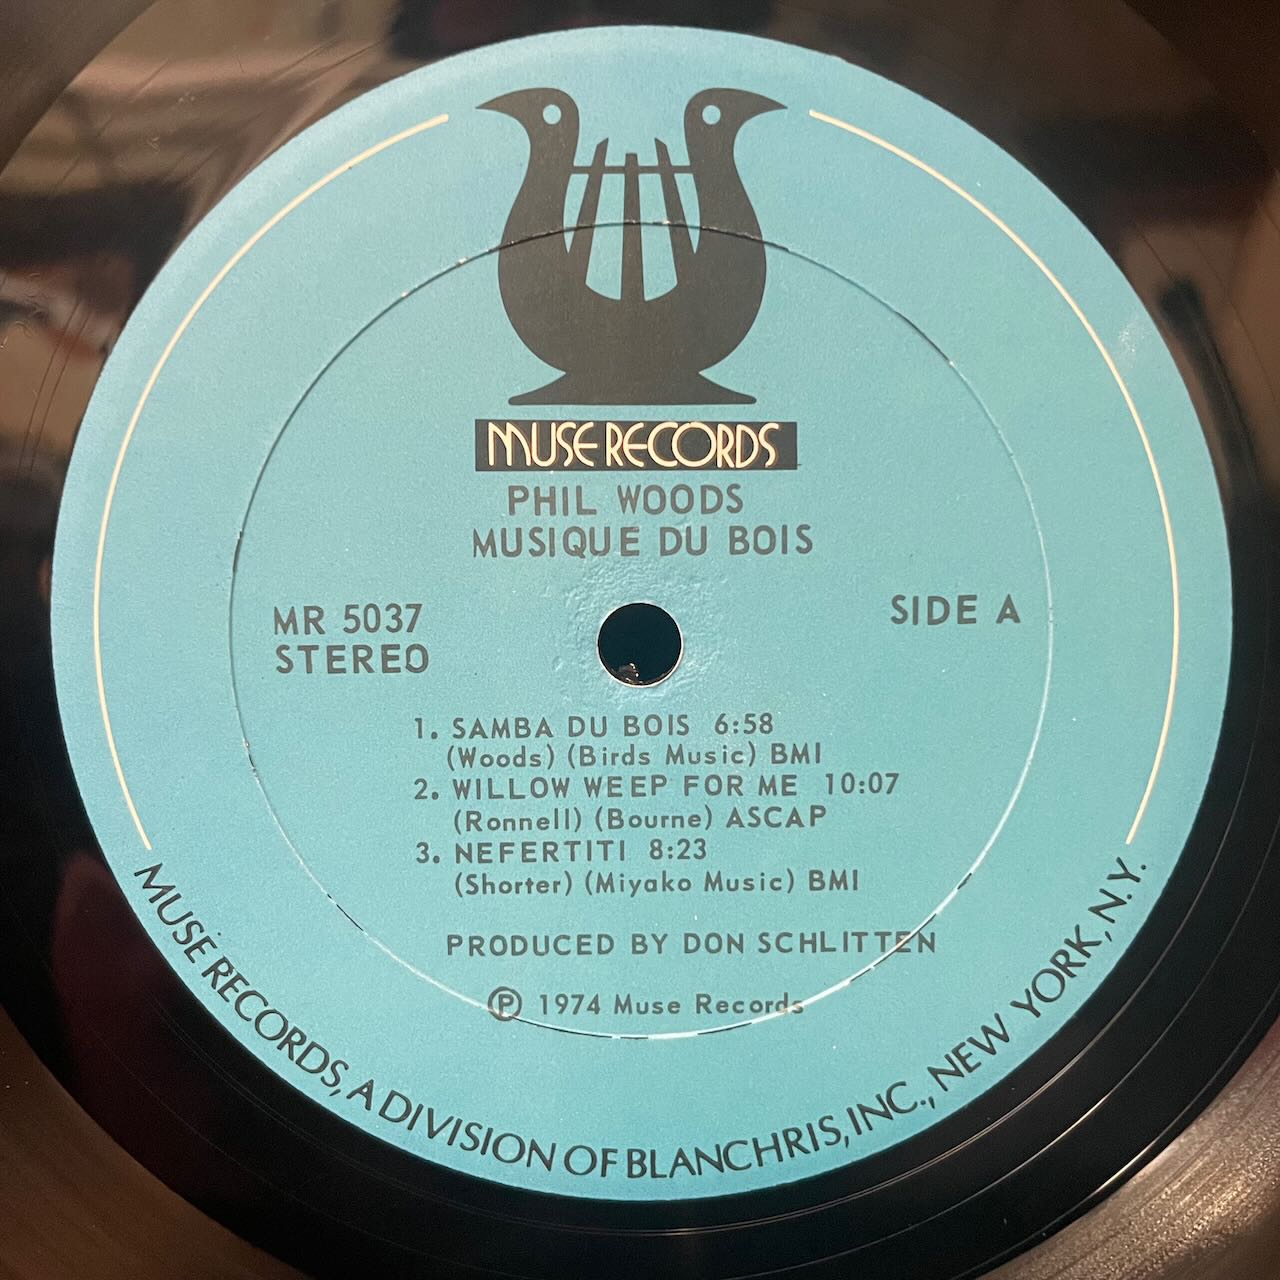 MUSE RECORDS
PHIL WOODS
MUSIQUE DU BOIS
MR 5037
STEREO
SIDE A
1. SAMBA DU BOIS 6:58
(Woods) (Birds Music) BMI
2. WILLOW WEEP FOR ME 10:07
(Ronnell) (Bourne) ASCAP
3. NEFERTITI 8:23
(Shorter) (Miyako Music) BMI
PRODUCED BY DON SCHLITTEN
℗ 1974 Muse Records
MUSE RECORDS, A DIVISION OF BLANCHRIS, INC., NEW YORK, N.Y.